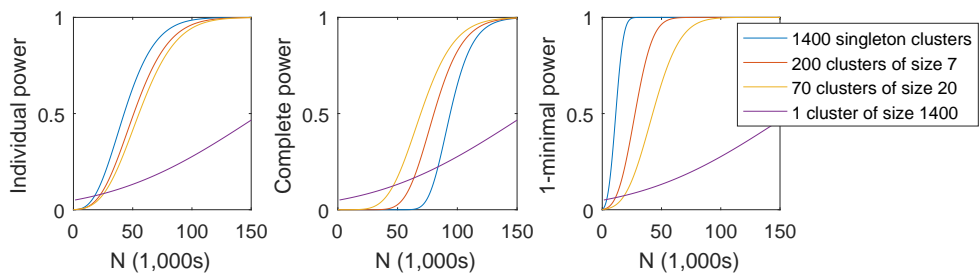 Individual power
1
0.5
0
0 50 100 150
N (1,000s)
Complete power
1
0.5
0
0 50 100 150
N (1,000s)
1-minimal power
1
0.5
0
0 50 100 150
N (1,000s)
1400 singleton clusters
200 clusters of size 7
70 clusters of size 20
1 cluster of size 1400